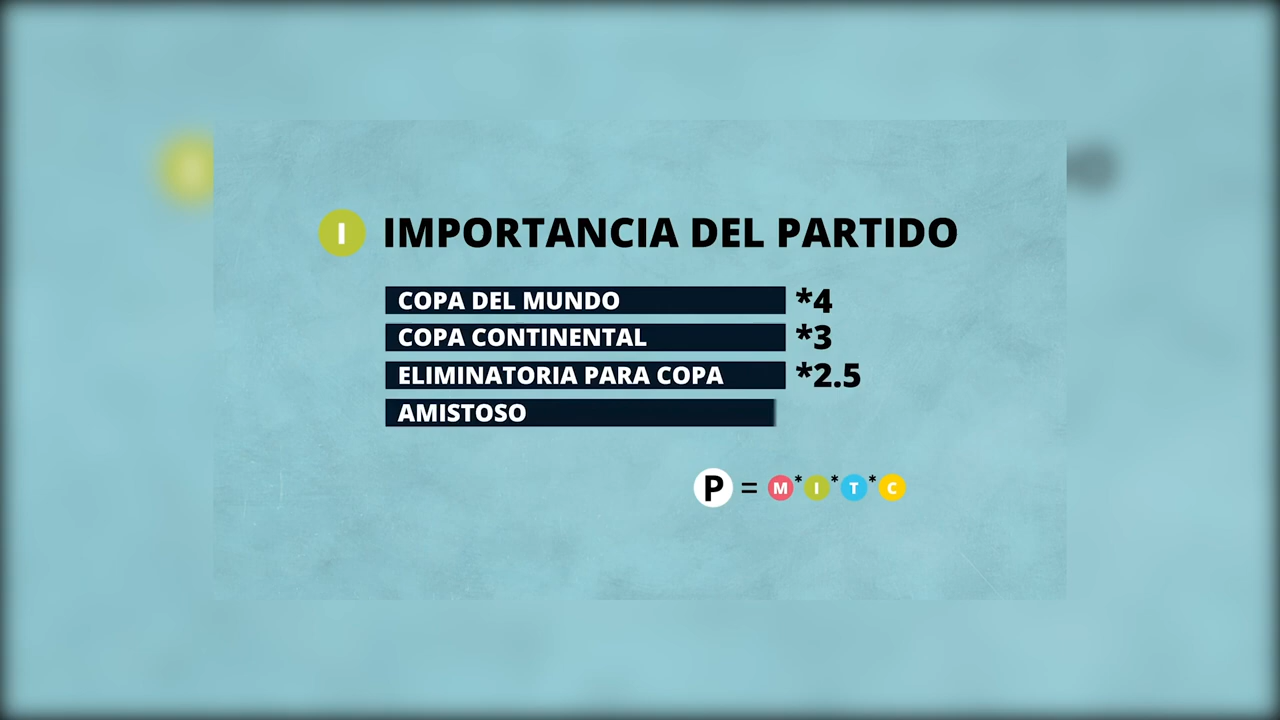 I IMPORTANCIA DEL PARTIDO
COPA DEL MUNDO *4
COPA CONTINENTAL *3
ELIMINATORIA PARA COPA *2.5
AMISTOSO
P = M * I * T * C